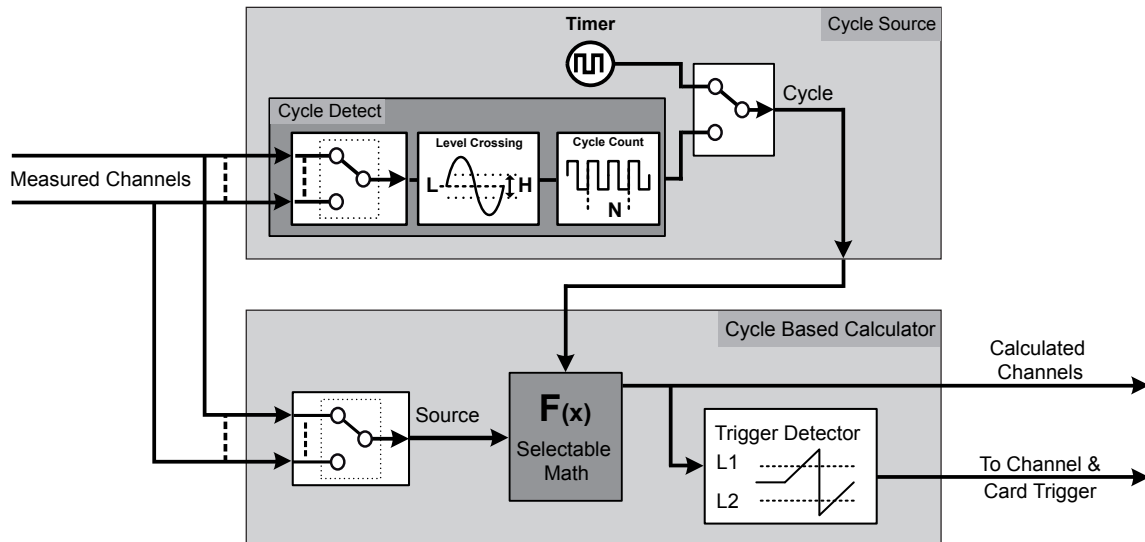 Cycle Source
Timer
Cycle
Cycle Detect
Level Crossing
L
H
Cycle Count
N
Measured Channels
Cycle Based Calculator
Source
F(x)
Selectable
Math
Trigger Detector
L1
L2
Calculated
Channels
To Channel &
Card Trigger